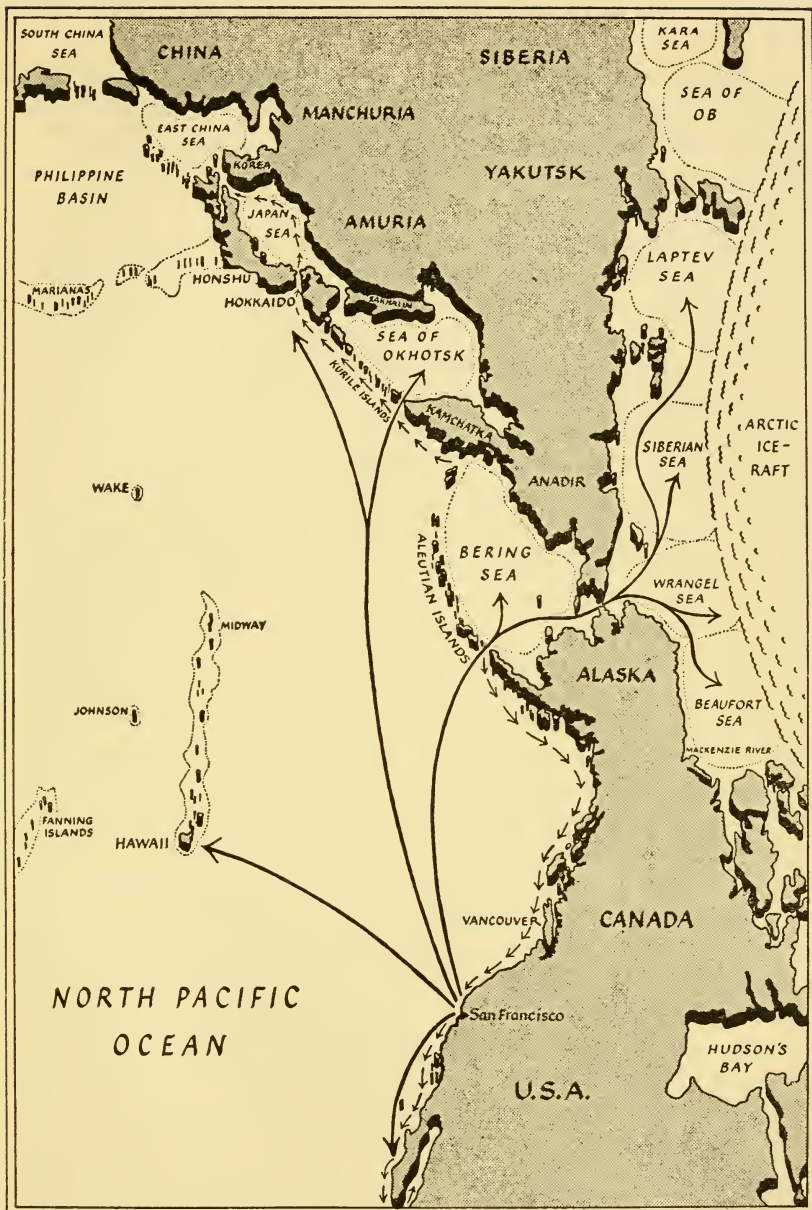 SOUTH CHINA
SEA
CHINA
SIBERIA
KARA
SEA
SEA OF
OB
MANCHURIA
EAST CHINA
SEA
KOREA
YAKUTSK
PHILIPPINE
BASIN
JAPAN
SEA
AMURIA
LAPTEV
SEA
MARIANAS
HONSHU
HOKKAIDO
SAKHALIN
SEA OF
OKHOTSK
KURILE ISLANDS
KAMCHATKA
ANADIR
SIBERIAN
SEA
ARCTIC
ICE-
RAFT
WAKE
BERING
SEA
ALEUTIAN ISLANDS
WRANGEL
SEA
MIDWAY
ALASKA
JOHNSON
BEAUFORT
SEA
MACKENZIE RIVER
FANNING
ISLANDS
HAWAII
VANCOUVER
CANADA
NORTH PACIFIC
OCEAN
San Francisco
HUDSON'S
BAY
U.S.A.